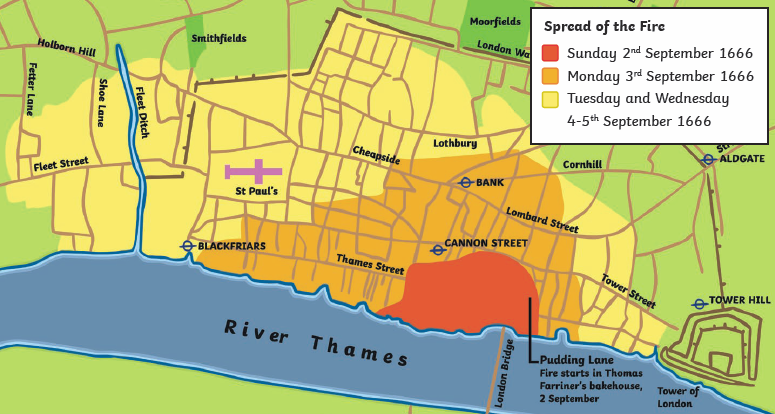 Moorfields
Smithfields
London Wa
Holborn Hill
Fetter Lane
Shoe Lane
Fleet Ditch
Fleet Street
St Paul's
Cheapside
Lothbury
Cornhill
ALDGATE
BANK
Lombard Street
BLACKFRIARS
CANNON STREET
Thames Street
Tower Street
TOWER HILL
River Thames
London Bridge
Pudding Lane
Fire starts in Thomas
Farriner's bakehouse,
2 September
Tower of
London
Spread of the Fire
Sunday 2nd September 1666
Monday 3rd September 1666
Tuesday and Wednesday
4-5th September 1666